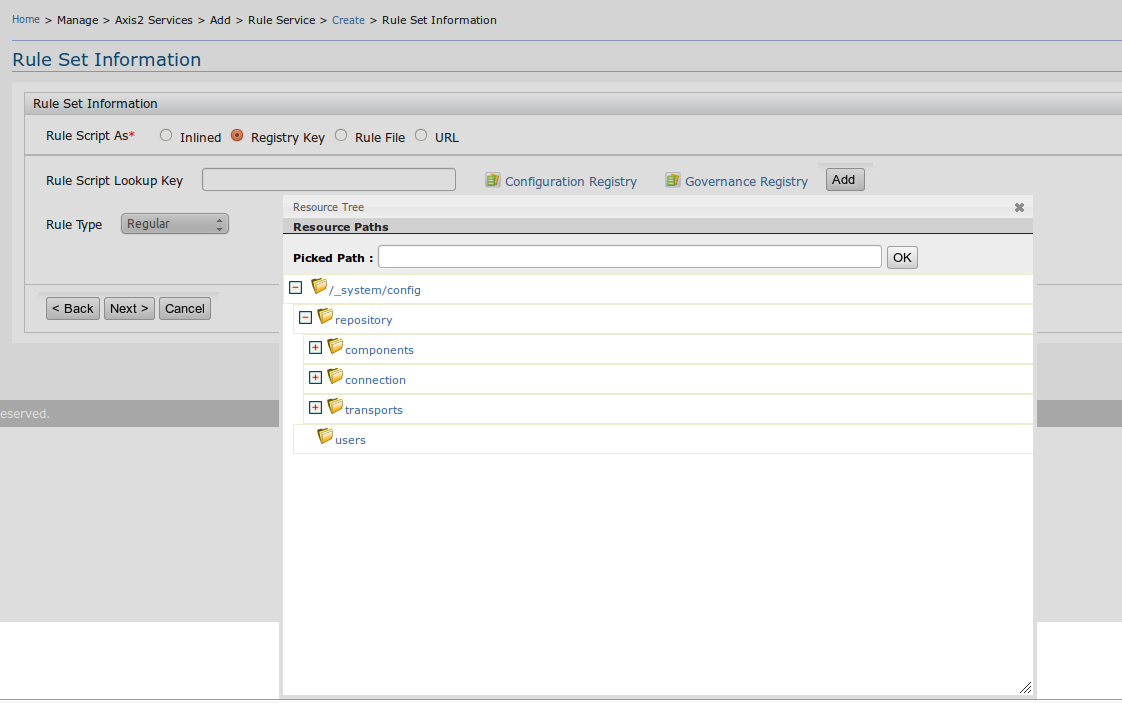 Home > Manage > Axis2 Services > Add > Rule Service > Create > Rule Set Information
Rule Set Information
Rule Set Information
Rule Script As* Inlined Registry Key Rule File URL
Rule Script Lookup Key Configuration Registry Governance Registry Add
Rule Type Regular
< Back Next > Cancel
eserved.
Resource Tree
Resource Paths
Picked Path : OK
/_system/config
repository
components
connection
transports
users